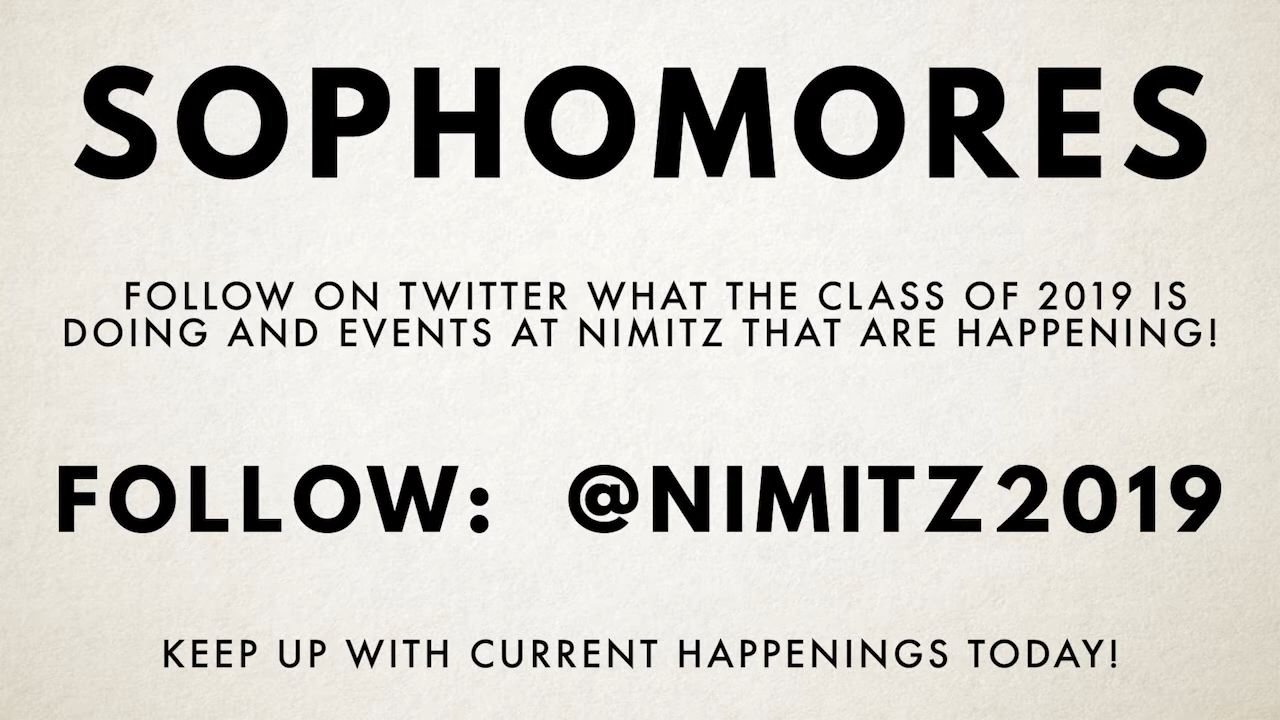 SOPHOMORES
FOLLOW ON TWITTER WHAT THE CLASS OF 2019 IS
DOING AND EVENTS AT NIMITZ THAT ARE HAPPENING!
FOLLOW: @NIMITZ2019
KEEP UP WITH CURRENT HAPPENINGS TODAY!